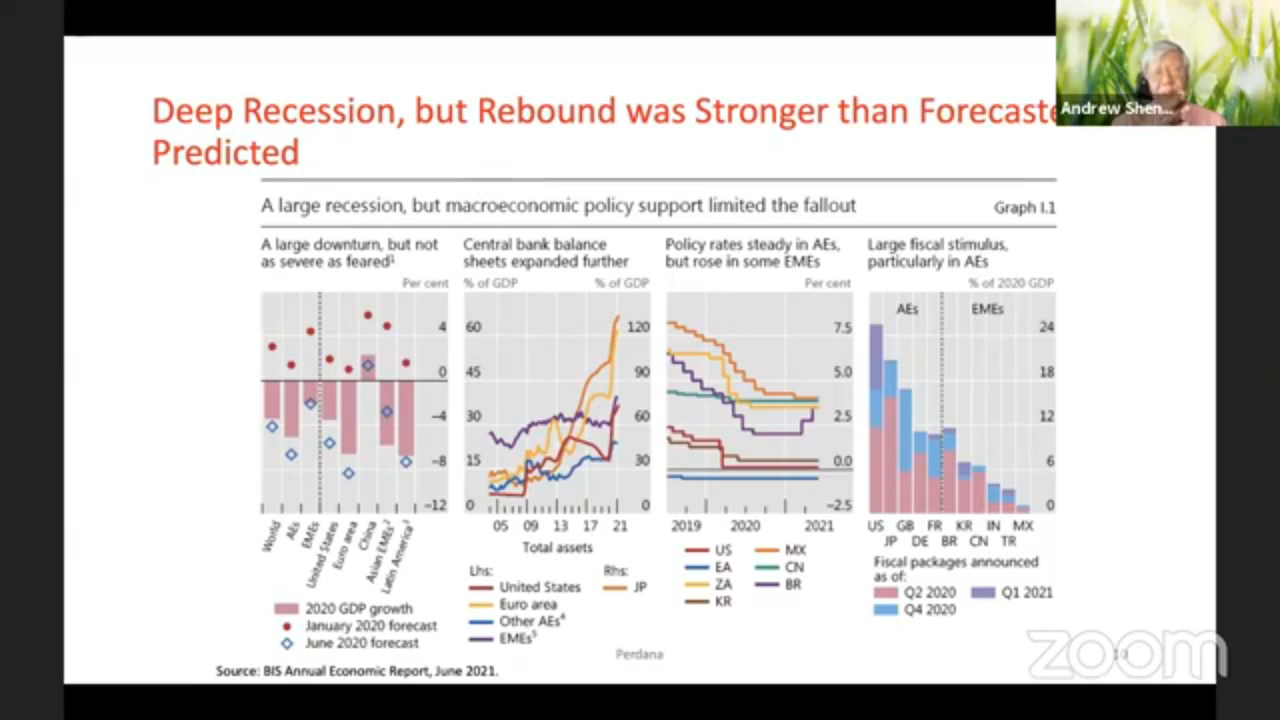 Andrew Shen...
Deep Recession, but Rebound was Stronger than Forecaste
Predicted
A large recession, but macroeconomic policy support limited the fallout
Graph I.1
A large downturn, but not
as severe as feared¹
Per cent
4
0
–4
–8
–12
World
AEs
EMEs
United States
Euro area
China
Asian EMEs²
Latin America³
2020 GDP growth
January 2020 forecast
June 2020 forecast
Central bank balance
sheets expanded further
% of GDP
% of GDP
60
45
30
15
0
120
90
60
30
0
05 09 13 17 21
Total assets
Lhs:
United States
Euro area
Other AEs⁴
EMEs⁵
Rhs:
JP
Policy rates steady in AEs,
but rose in some EMEs
Per cent
7.5
5.0
2.5
0.0
–2.5
2019 2020 2021
US
EA
ZA
KR
MX
CN
BR
Large fiscal stimulus,
particularly in AEs
% of 2020 GDP
AEs EMEs
24
18
12
6
0
US GB FR KR IN MX
JP DE BR CN TR
Fiscal packages announced
as of:
Q2 2020
Q4 2020
Q1 2021
Perdana
Source: BIS Annual Economic Report, June 2021.
zoom